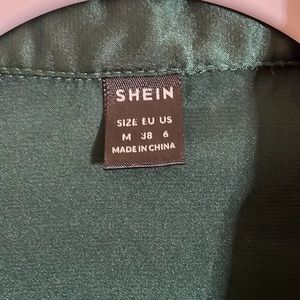 SHEIN
SIZE EU US
M 38 6
MADE IN CHINA